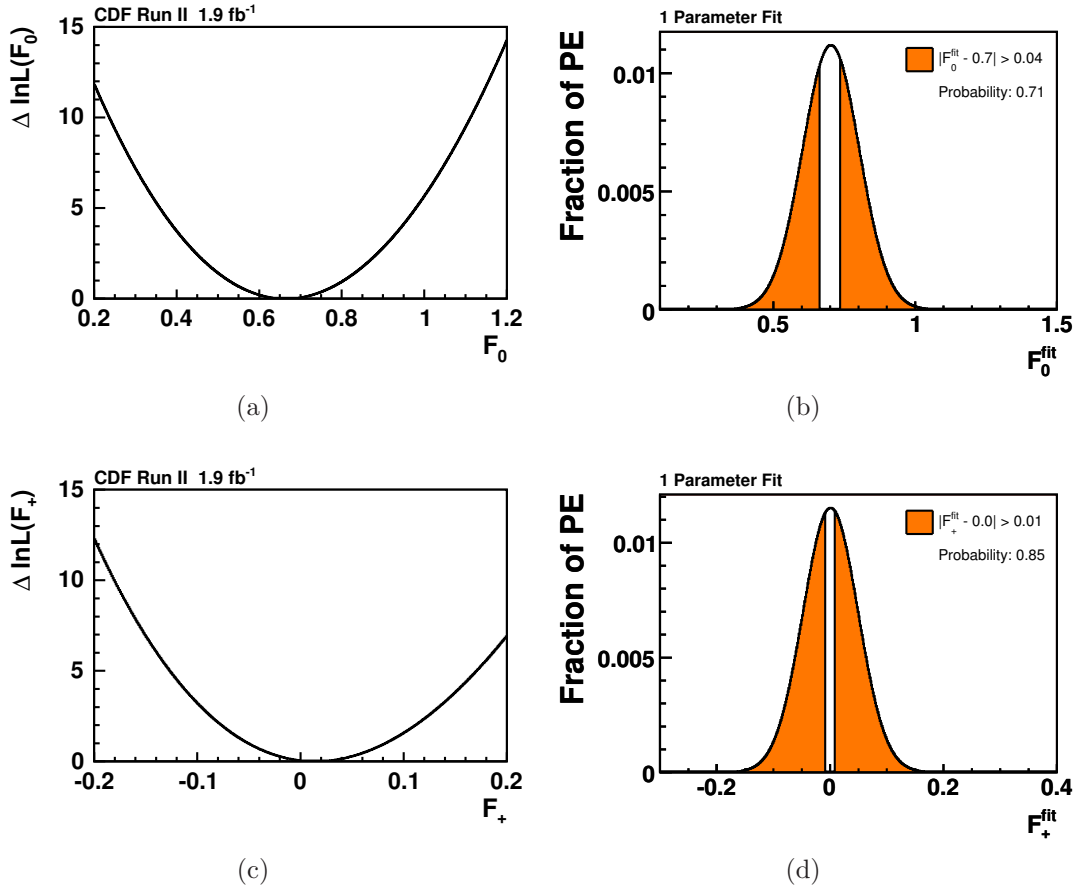 CDF Run II 1.9 fb⁻¹
Δ lnL(F₀)
15
10
5
0
0.2 0.4 0.6 0.8 1 1.2
F₀
(a)
1 Parameter Fit
Fraction of PE
|F₀^fit - 0.7| > 0.04
Probability: 0.71
0.01
0.005
0
0.5 1 1.5
F₀^fit
(b)
CDF Run II 1.9 fb⁻¹
Δ lnL(F₊)
15
10
5
0
-0.2 -0.1 0 0.1 0.2
F₊
(c)
1 Parameter Fit
Fraction of PE
|F₊^fit - 0.0| > 0.01
Probability: 0.85
0.01
0.005
0
-0.2 0 0.2 0.4
F₊^fit
(d)